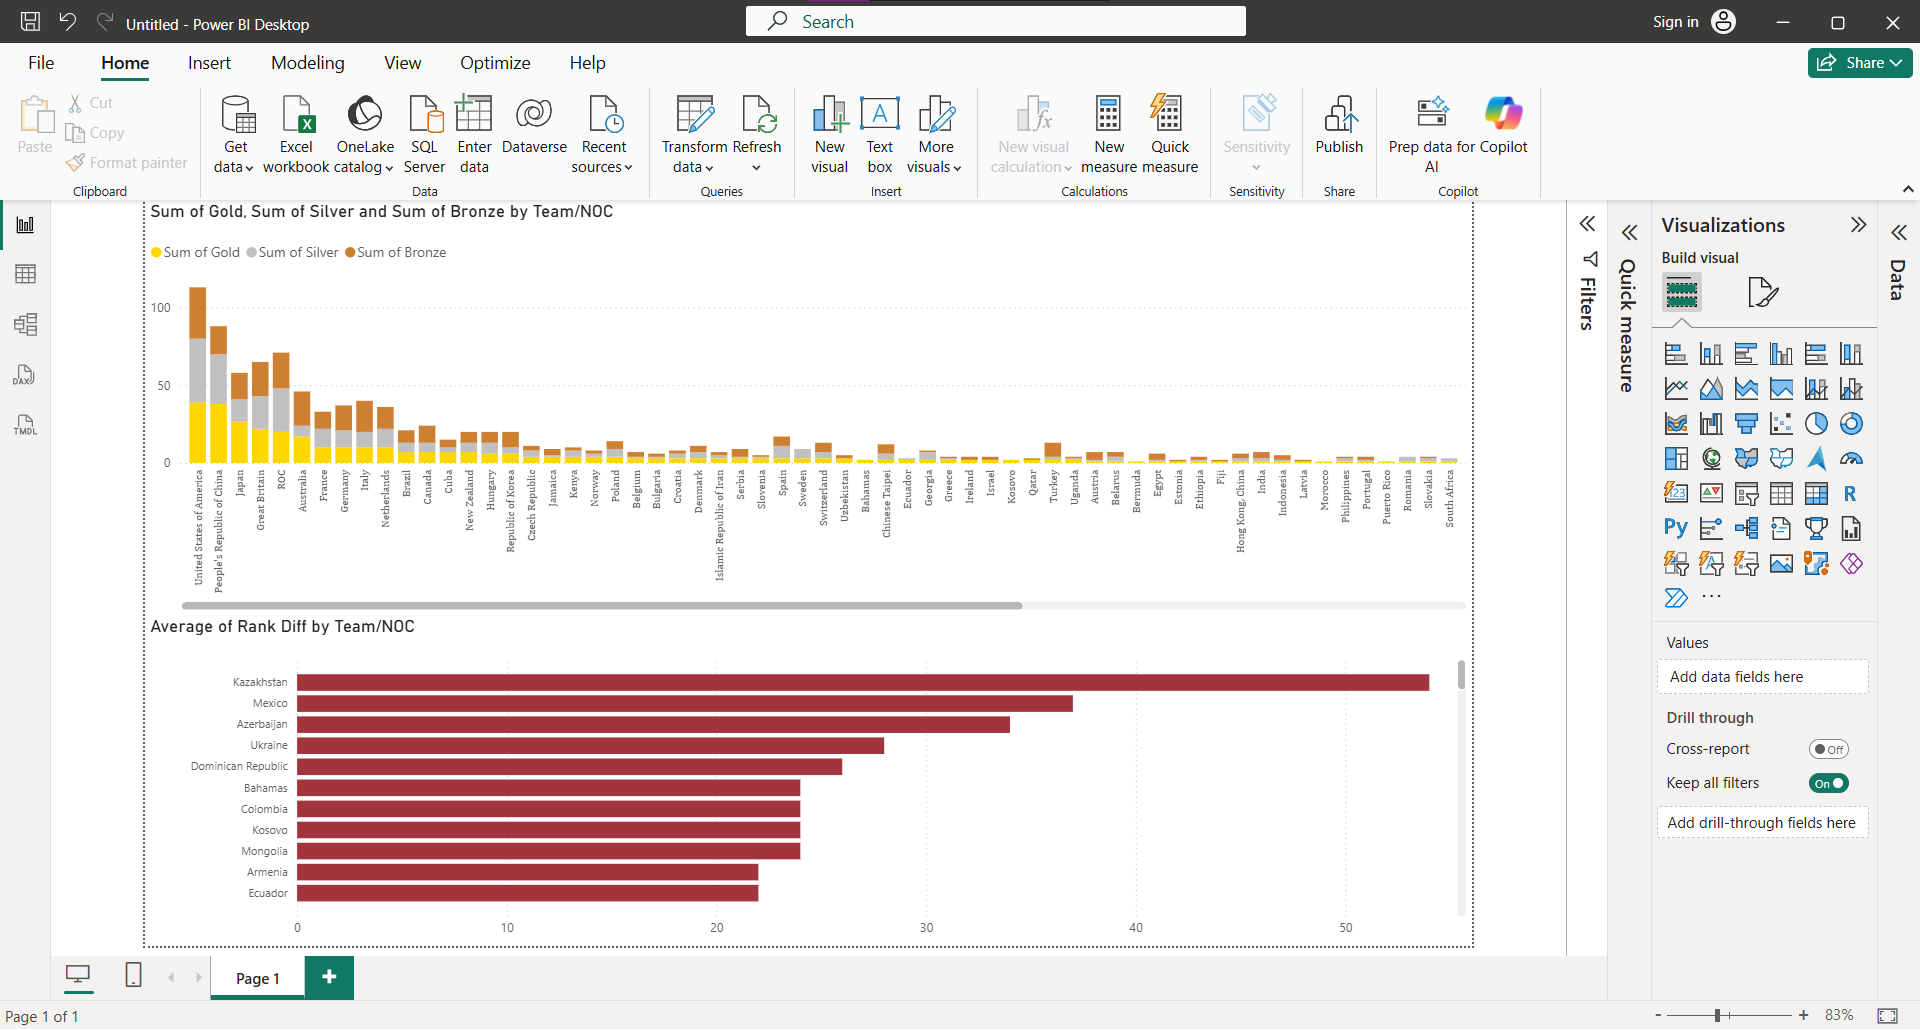 Untitled - Power BI Desktop
Search
Sign in
File Home Insert Modeling View Optimize Help
Share
Paste
Cut
Copy
Format painter
Clipboard
Get data
Excel workbook
OneLake catalog
SQL Server
Enter data
Dataverse
Recent sources
Data
Transform data
Refresh
Queries
New visual
Text box
More visuals
Insert
New visual calculation
New measure
Quick measure
Calculations
Sensitivity
Sensitivity
Publish
Share
Prep data for AI
Copilot
Copilot
Sum of Gold, Sum of Silver and Sum of Bronze by Team/NOC
Sum of Gold Sum of Silver Sum of Bronze
100
50
0
United States of America
People's Republic of China
Japan
Great Britain
ROC
Australia
France
Germany
Italy
Netherlands
Brazil
Canada
Cuba
New Zealand
Hungary
Republic of Korea
Czech Republic
Jamaica
Kenya
Norway
Poland
Belgium
Bulgaria
Croatia
Denmark
Islamic Republic of Iran
Serbia
Slovenia
Spain
Sweden
Switzerland
Uzbekistan
Bahamas
Chinese Taipei
Ecuador
Georgia
Greece
Ireland
Israel
Kosovo
Qatar
Turkey
Uganda
Austria
Belarus
Bermuda
Egypt
Estonia
Ethiopia
Fiji
Hong Kong, China
India
Indonesia
Latvia
Morocco
Philippines
Portugal
Puerto Rico
Romania
Slovakia
South Africa
Average of Rank Diff by Team/NOC
Kazakhstan
Mexico
Azerbaijan
Ukraine
Dominican Republic
Bahamas
Colombia
Kosovo
Mongolia
Armenia
Ecuador
0 10 20 30 40 50
Filters
Quick measure
Visualizations
Build visual
123
R
Py
Values
Add data fields here
Drill through
Cross-report
Off
Keep all filters
On
Add drill-through fields here
Data
DAX
TMDL
Page 1
+
Page 1 of 1
- + 83%